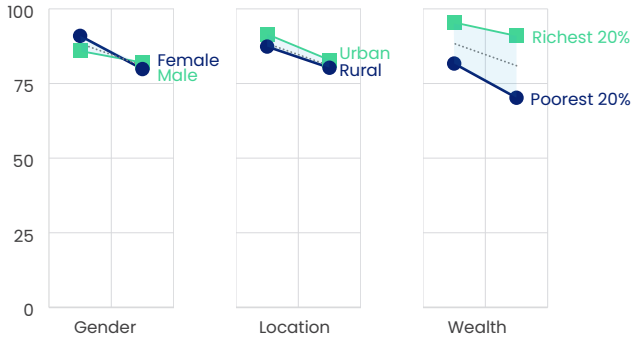 100
75
50
25
0
Female
Male
Urban
Rural
Richest 20%
Poorest 20%
Gender
Location
Wealth